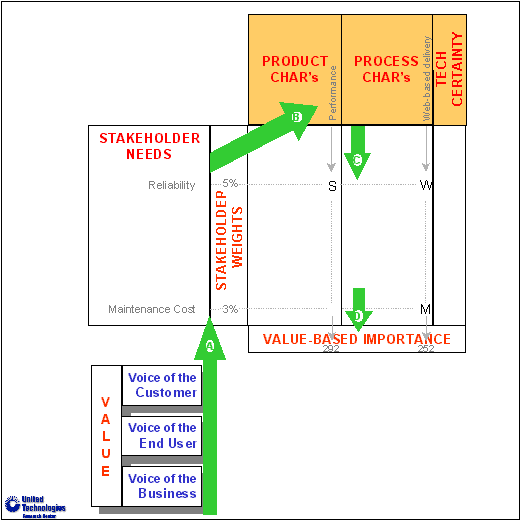 PRODUCT
CHAR's
Performance
PROCESS
CHAR's
Web-based delivery
TECH
CERTAINTY
B
STAKEHOLDER
NEEDS
C
Reliability
5%
S
W
STAKEHOLDER
WEIGHTS
D
Maintenance Cost
3%
M
VALUE-BASED IMPORTANCE
292
252
A
VALUE
Voice of the
Customer
Voice of the
End User
Voice of the
Business
United
Technologies
Research Center